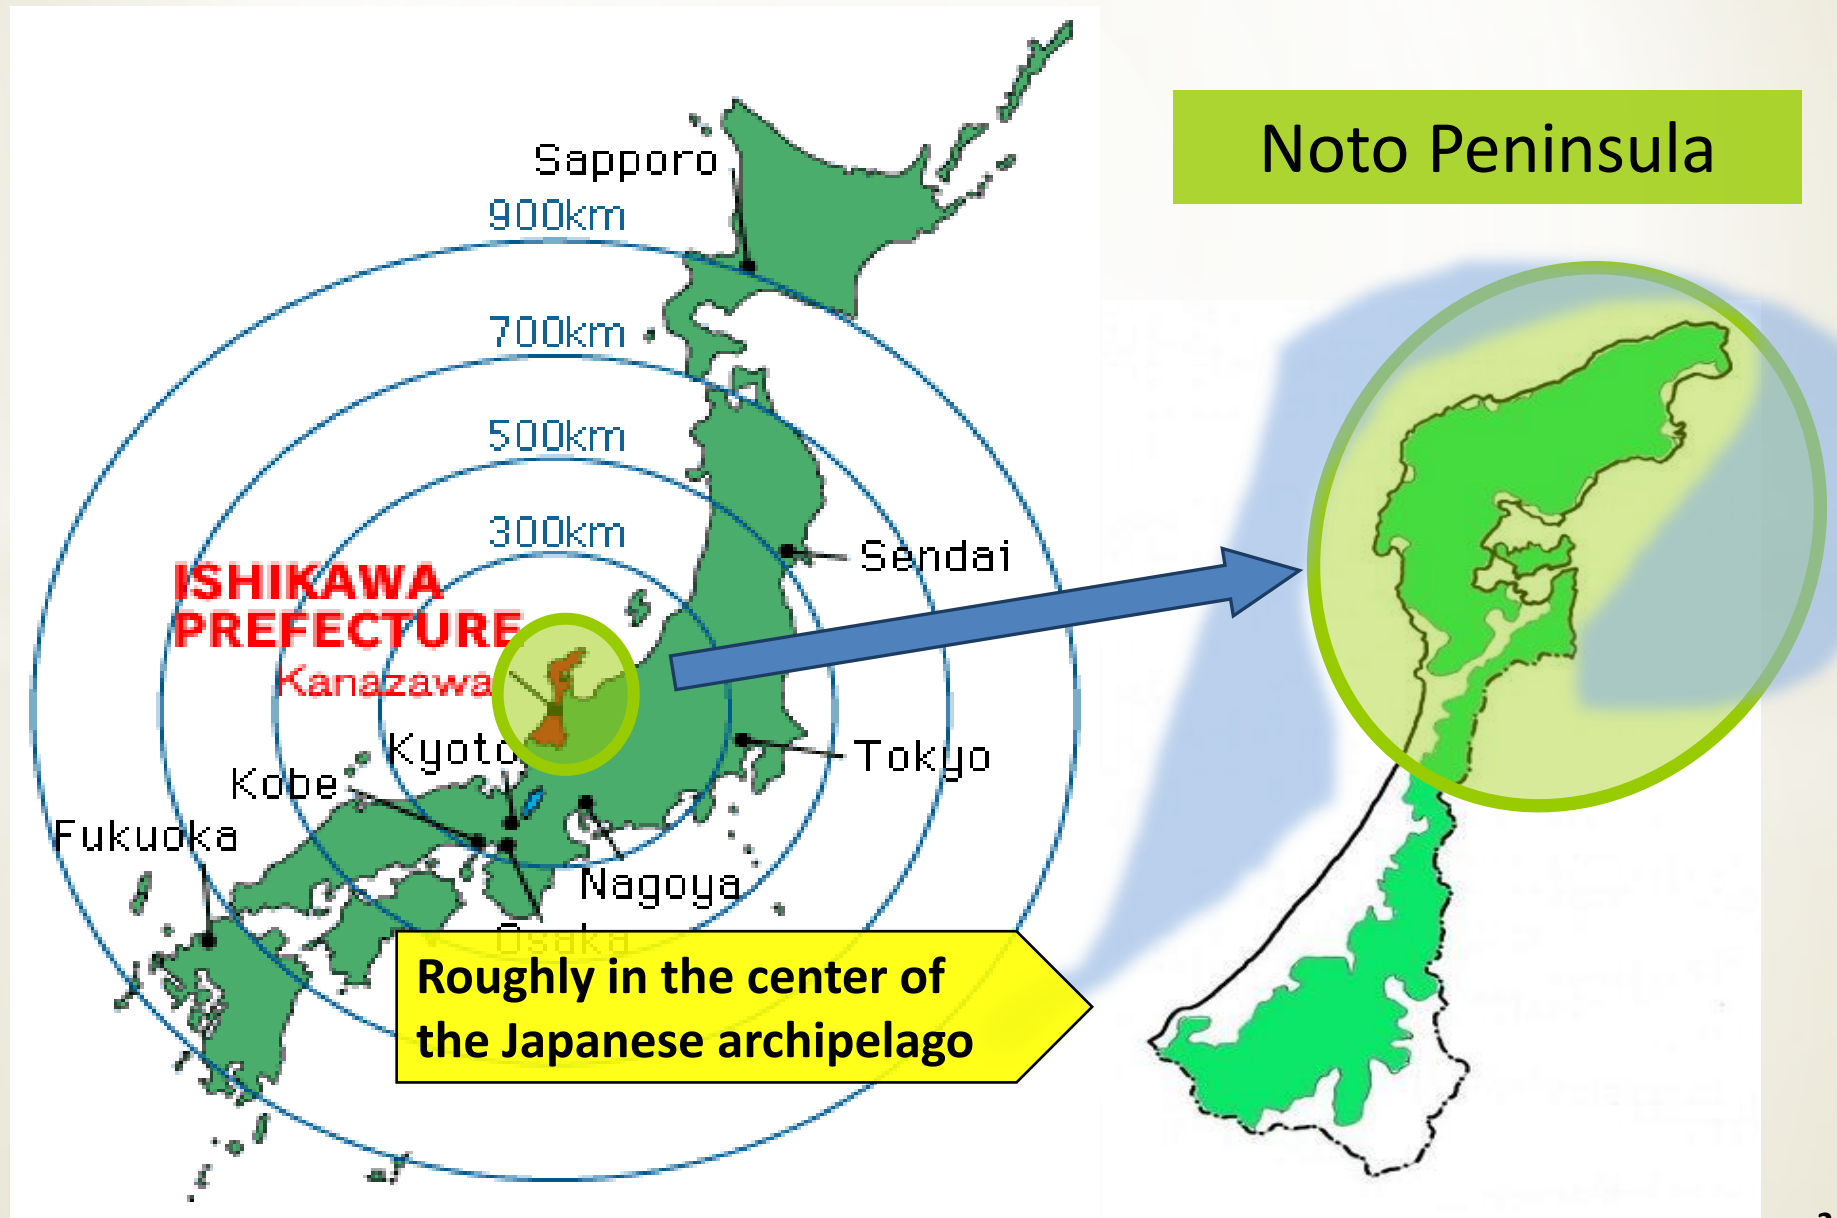 Noto Peninsula
Sapporo
900km
700km
500km
300km
Sendai
ISHIKAWA
PREFECTURE
Kanazawa
Kyoto
Tokyo
Kobe
Fukuoka
Nagoya
Osaka
Roughly in the center of
the Japanese archipelago